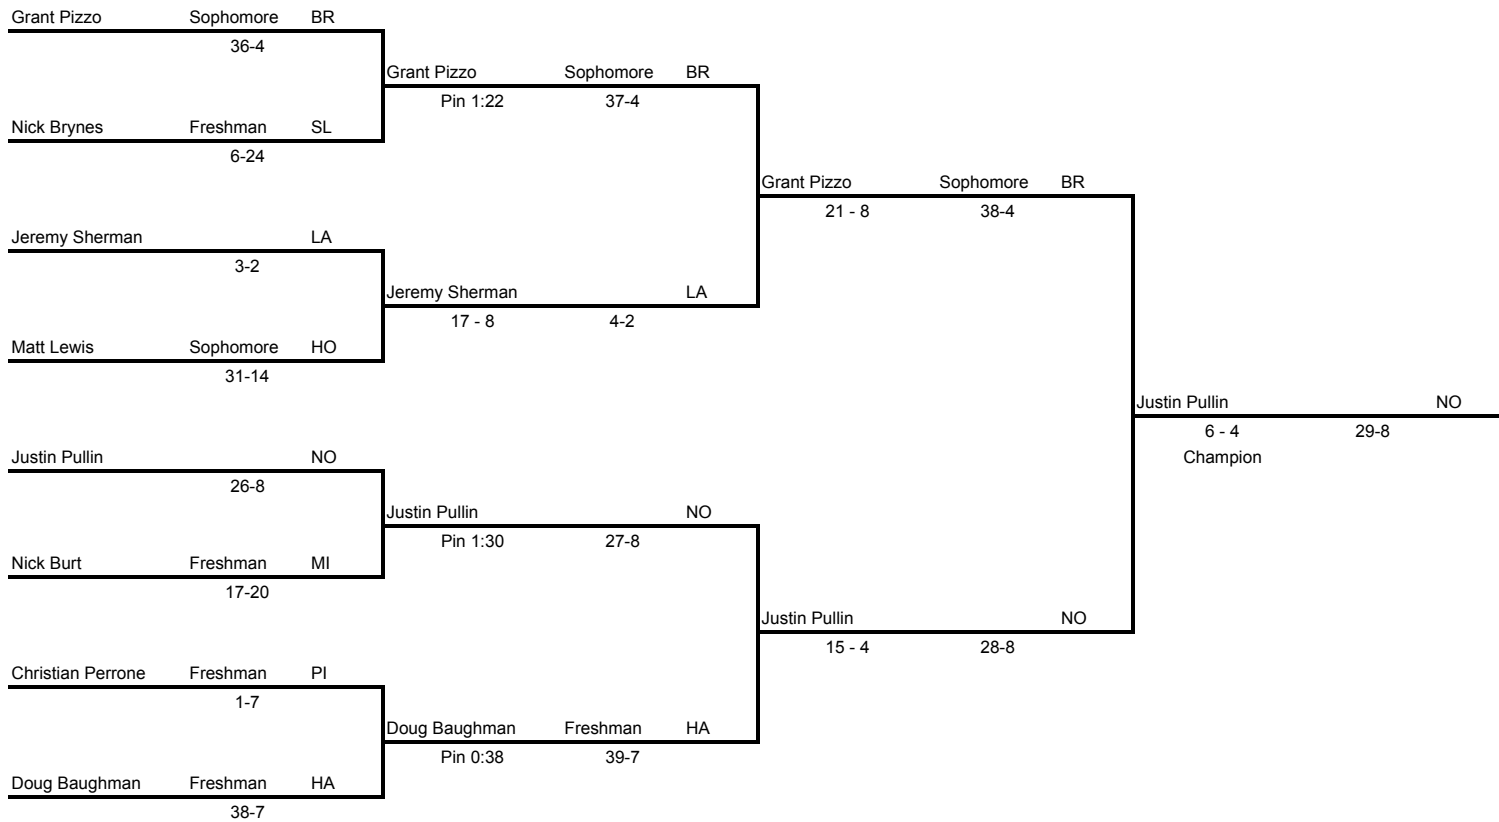 Grant Pizzo Sophomore BR
36-4
Grant Pizzo Sophomore BR
Pin 1:22 37-4
Nick Brynes Freshman SL
6-24
Grant Pizzo Sophomore BR
21 - 8 38-4
Jeremy Sherman LA
3-2
Jeremy Sherman LA
17 - 8 4-2
Matt Lewis Sophomore HO
31-14
Justin Pullin NO
6 - 4 29-8
Champion
Justin Pullin NO
26-8
Justin Pullin NO
Pin 1:30 27-8
Nick Burt Freshman MI
17-20
Justin Pullin NO
15 - 4 28-8
Christian Perrone Freshman PI
1-7
Doug Baughman Freshman HA
Pin 0:38 39-7
Doug Baughman Freshman HA
38-7